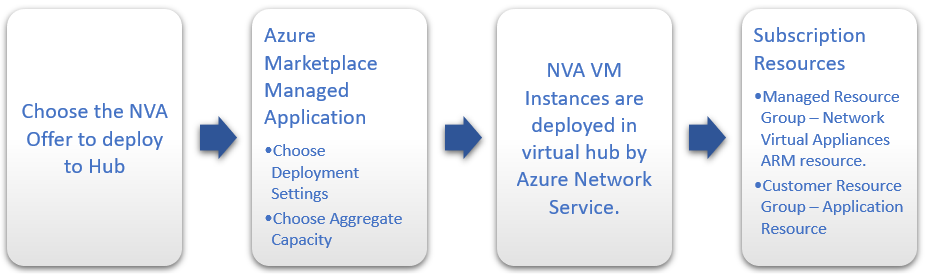 Choose the NVA
Offer to deploy
to Hub
Azure
Marketplace
Managed
Application
•Choose
Deployment
Settings
•Choose Aggregate
Capacity
NVA VM
Instances are
deployed in
virtual hub by
Azure Network
Service.
Subscription
Resources
•Managed Resource
Group – Network
Virtual Appliances
ARM resource.
•Customer Resource
Group – Application
Resource